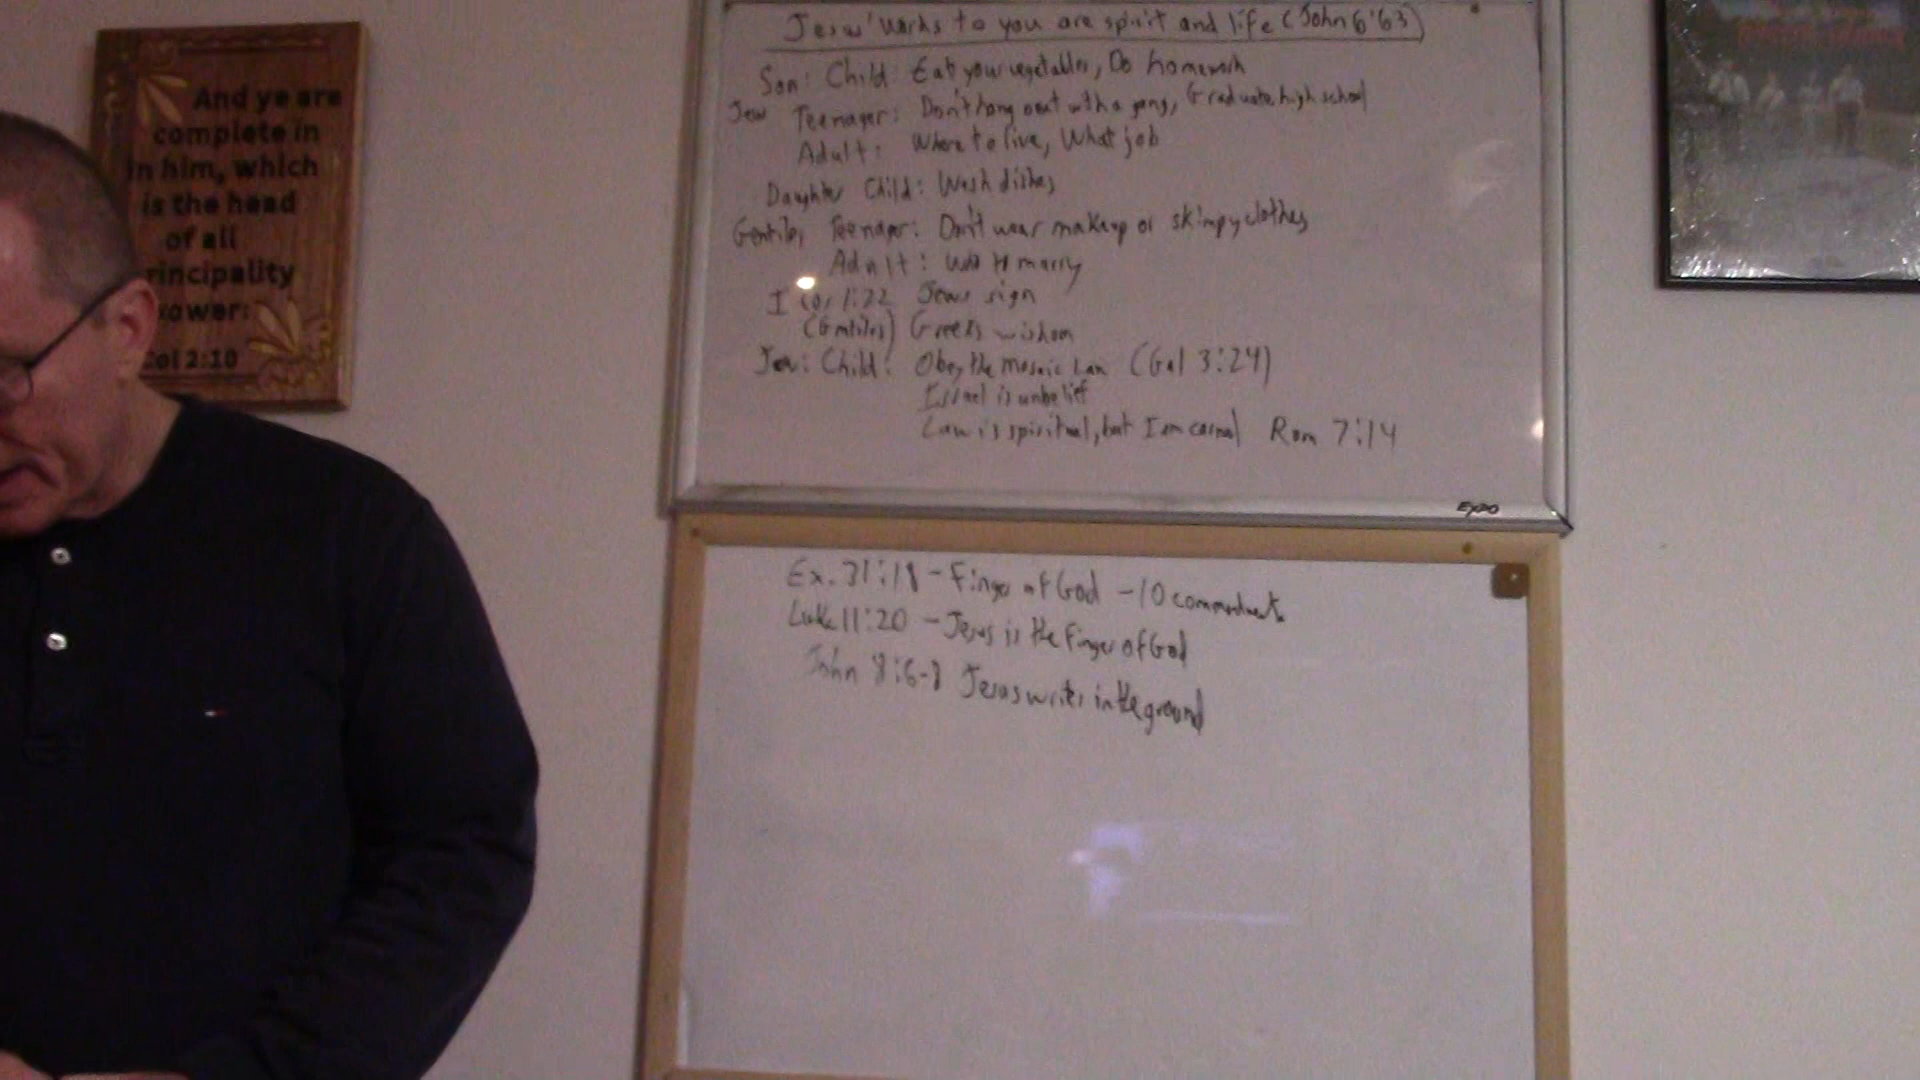 And ye are
complete in
in him, which
is the head
of all
rincipality
power:
Col 2:10
Jesus' words to you are spirit and life (John 6:63)
Son: Child: Eat your vegetables, Do homework
Jew Teenager: Don't hang out with a gang, Graduate high school
Adult: Where to live, What job
Daughter Child: Wash dishes
Gentiles Teenager: Don't wear makeup or skimpy clothes
Adult: Who to marry
I Cor 1:22 Jews sign
(Gentiles) Greeks wisdom
Jew: Child: Obey the Mosaic Law (Gal 3:24)
Israel is unbelief
Law is spiritual, but I am carnal Rom 7:14
EXPO
Ex. 31:18 - Finger of God - 10 commandments
Luke 11:20 - Jesus is the finger of God
John 8:6-8 Jesus writes in the ground